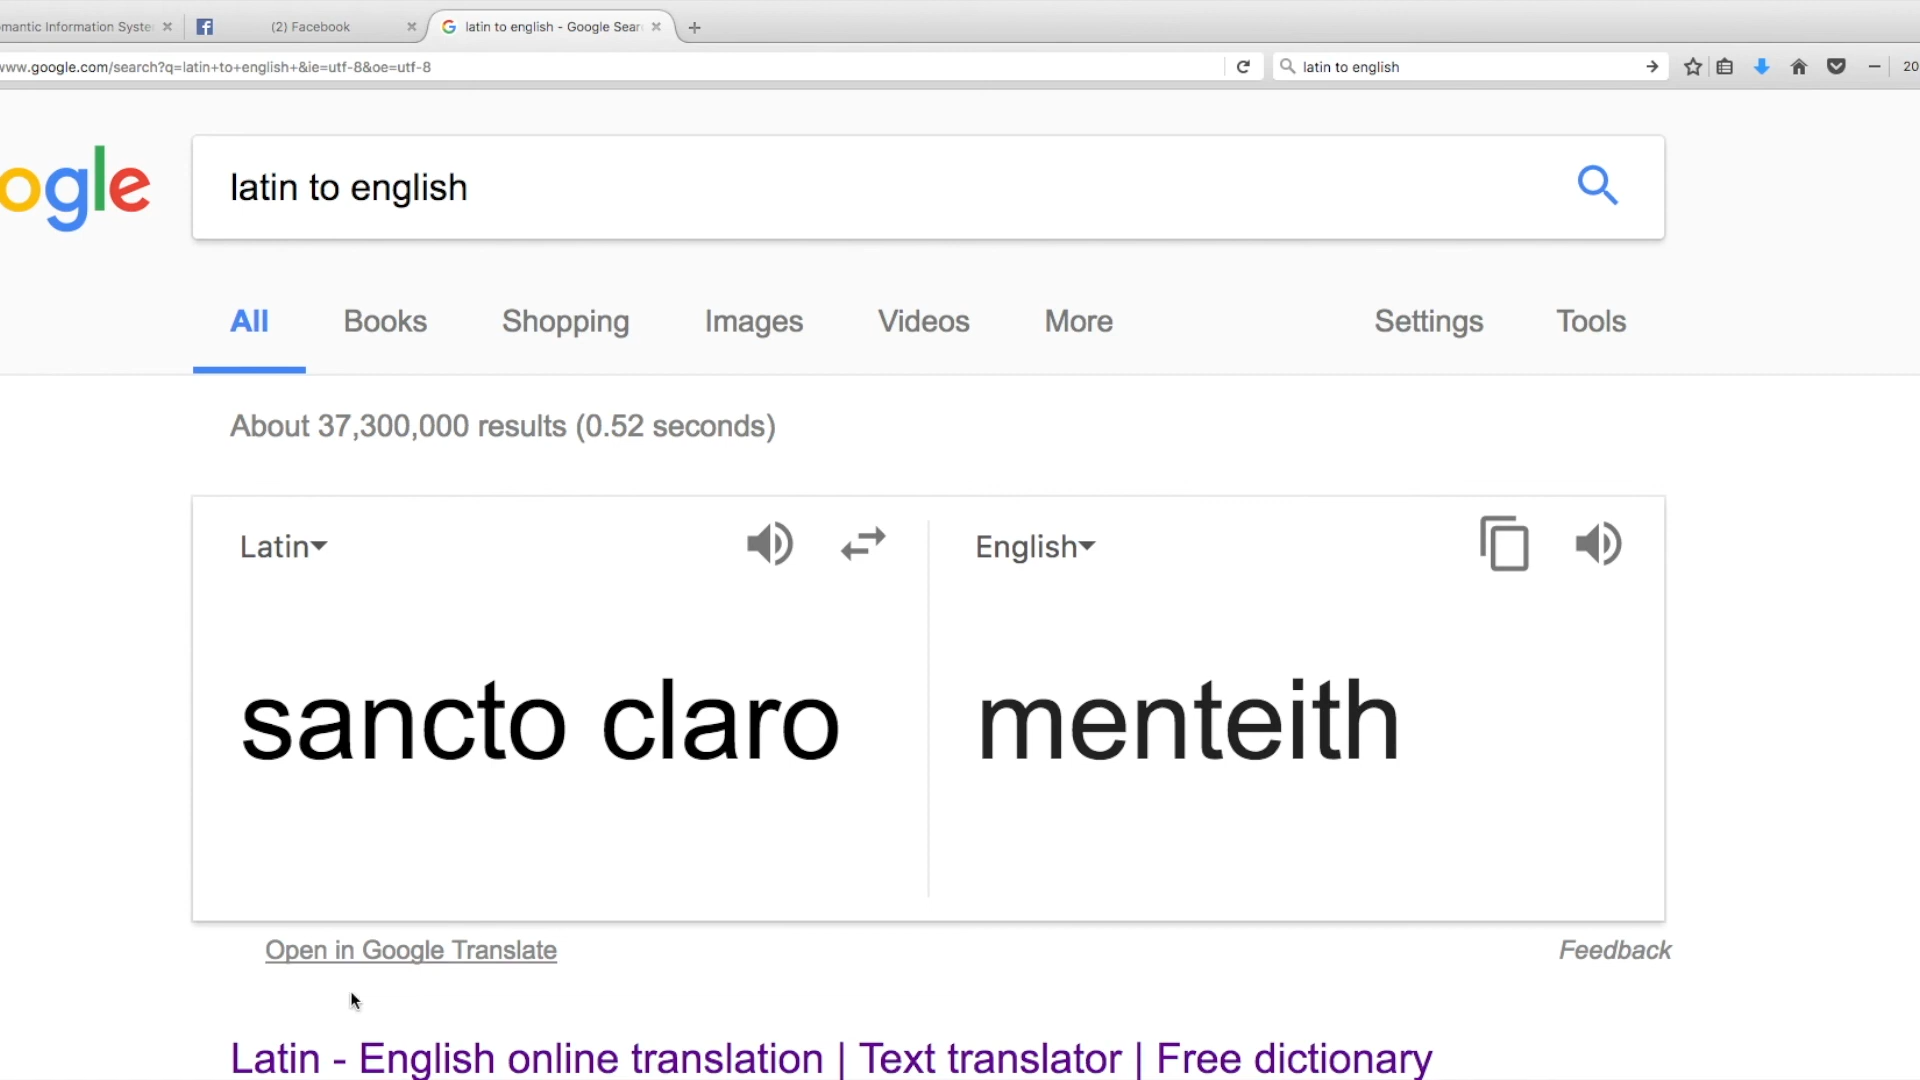 mantic Information Syste
(2) Facebook
latin to english - Google Sear
www.google.com/search?q=latin+to+english+&ie=utf-8&oe=utf-8
latin to english
20
ogle
latin to english
All Books Shopping Images Videos More Settings Tools
About 37,300,000 results (0.52 seconds)
Latin English
sancto claro menteith
Open in Google Translate Feedback
Latin - English online translation | Text translator | Free dictionary